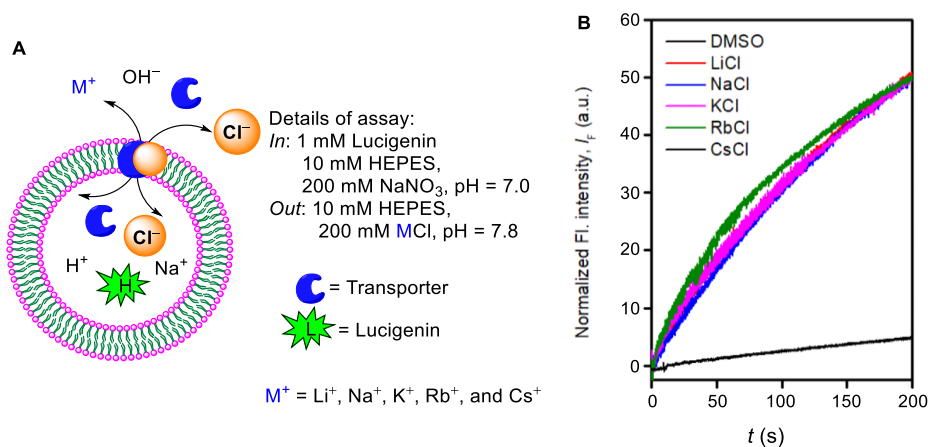 A
M⁺
OH⁻
Cl⁻
Cl⁻
H⁺
Na⁺
H
Details of assay:
In: 1 mM Lucigenin
10 mM HEPES,
200 mM NaNO₃, pH = 7.0
Out: 10 mM HEPES,
200 mM MCl, pH = 7.8
= Transporter
L = Lucigenin
M⁺ = Li⁺, Na⁺, K⁺, Rb⁺, and Cs⁺
B
Normalized Fl. intensity, I_F (a.u.)
60
50
40
30
20
10
0
DMSO
LiCl
NaCl
KCl
RbCl
CsCl
0 50 100 150 200
t (s)